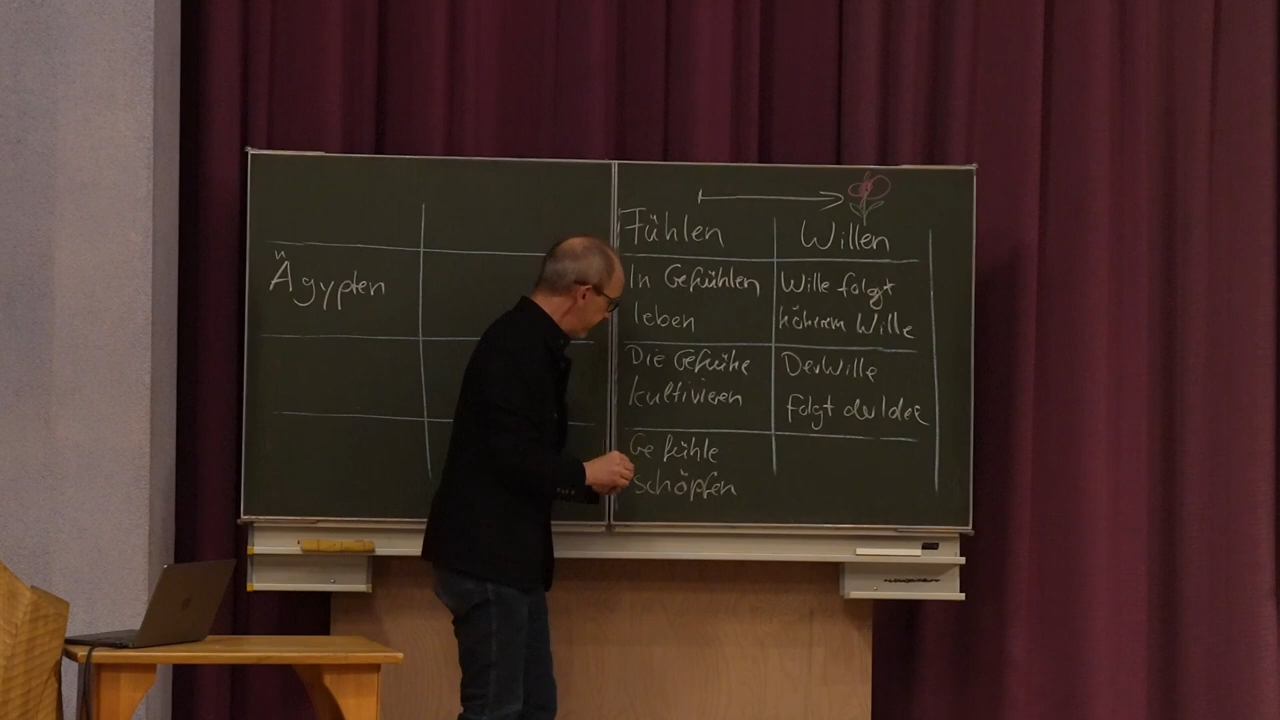 Ägypten
Fühlen
Willen
In Gefühlen
leben
Wille folgt
höherem Wille
Die Gefühle
kultivieren
Der Wille
folgt der Idee
Gefühle
schöpfen